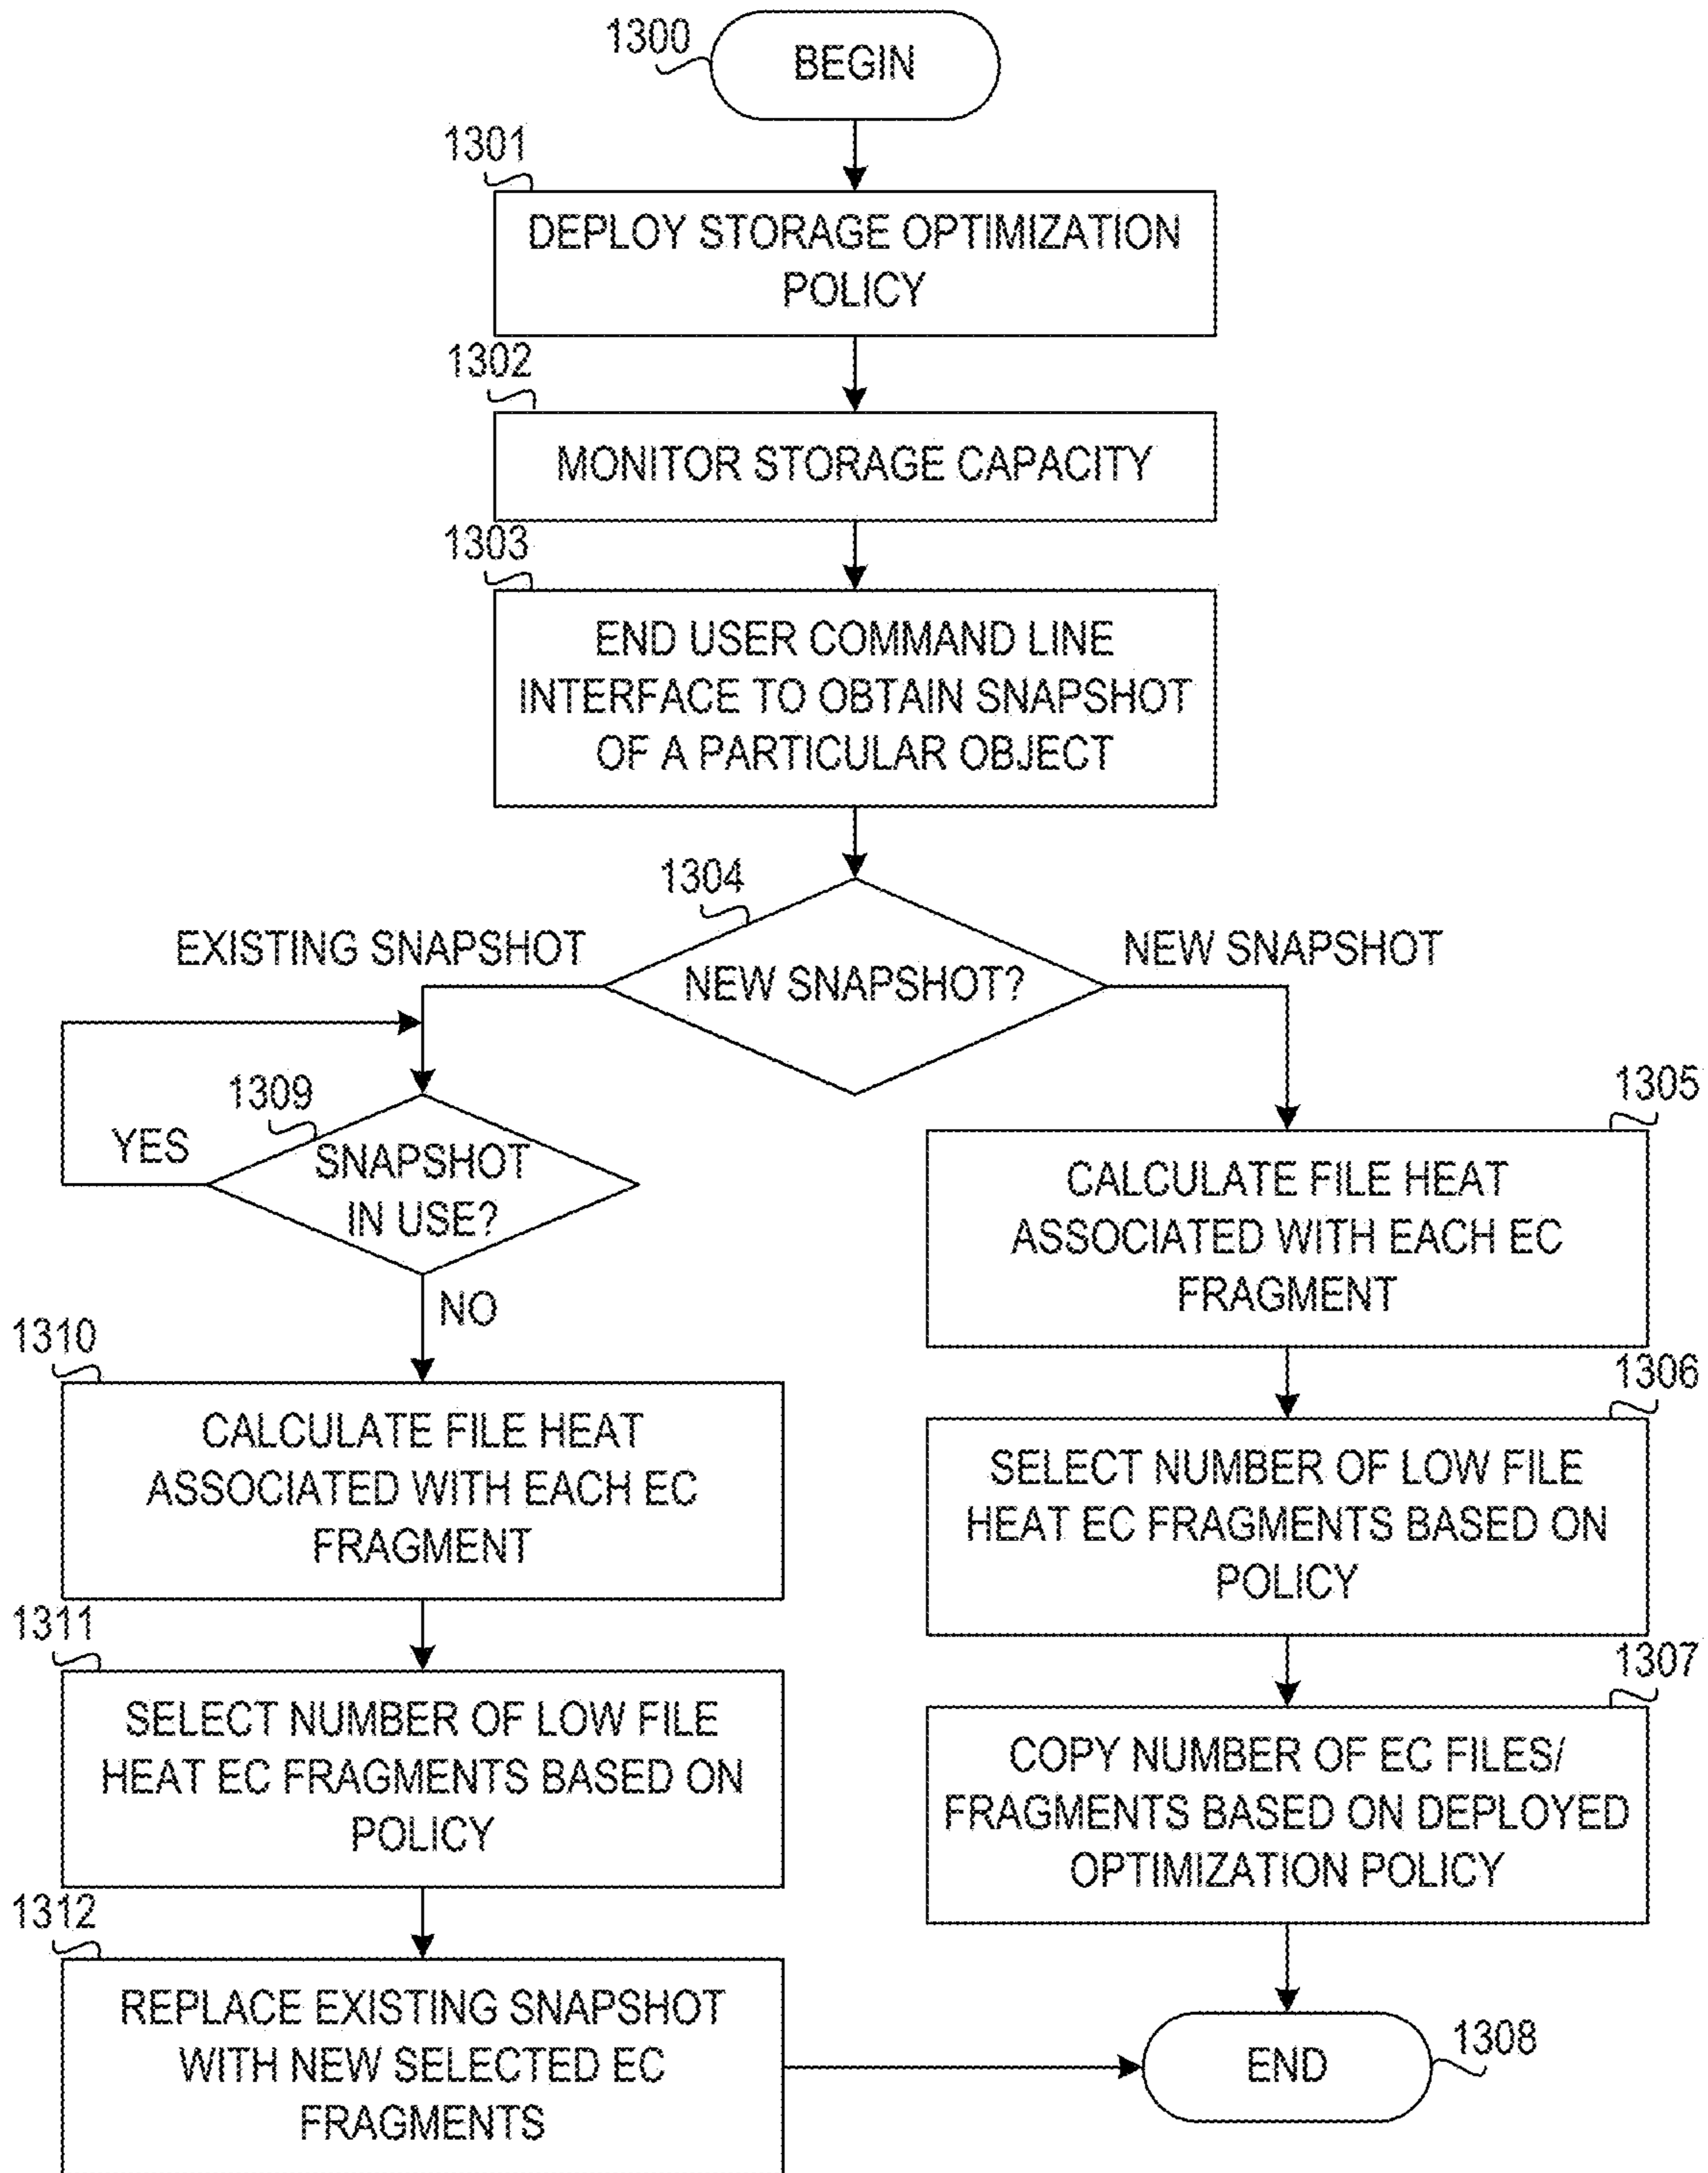 1300
BEGIN
1301
DEPLOY STORAGE OPTIMIZATION
POLICY
1302
MONITOR STORAGE CAPACITY
1303
END USER COMMAND LINE
INTERFACE TO OBTAIN SNAPSHOT
OF A PARTICULAR OBJECT
1304
NEW SNAPSHOT?
EXISTING SNAPSHOT
NEW SNAPSHOT
1309
SNAPSHOT
IN USE?
YES
NO
1310
CALCULATE FILE HEAT
ASSOCIATED WITH EACH EC
FRAGMENT
1311
SELECT NUMBER OF LOW FILE
HEAT EC FRAGMENTS BASED ON
POLICY
1312
REPLACE EXISTING SNAPSHOT
WITH NEW SELECTED EC
FRAGMENTS
1305
CALCULATE FILE HEAT
ASSOCIATED WITH EACH EC
FRAGMENT
1306
SELECT NUMBER OF LOW FILE
HEAT EC FRAGMENTS BASED ON
POLICY
1307
COPY NUMBER OF EC FILES/
FRAGMENTS BASED ON DEPLOYED
OPTIMIZATION POLICY
END
1308